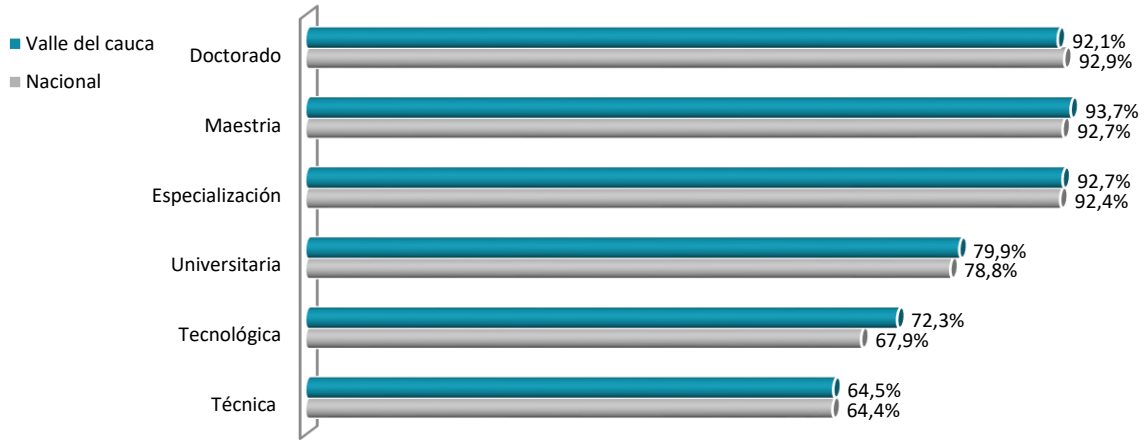 Valle del cauca
Nacional
Doctorado
92,1%
92,9%
Maestria
93,7%
92,7%
Especialización
92,7%
92,4%
Universitaria
79,9%
78,8%
Tecnológica
72,3%
67,9%
Técnica
64,5%
64,4%